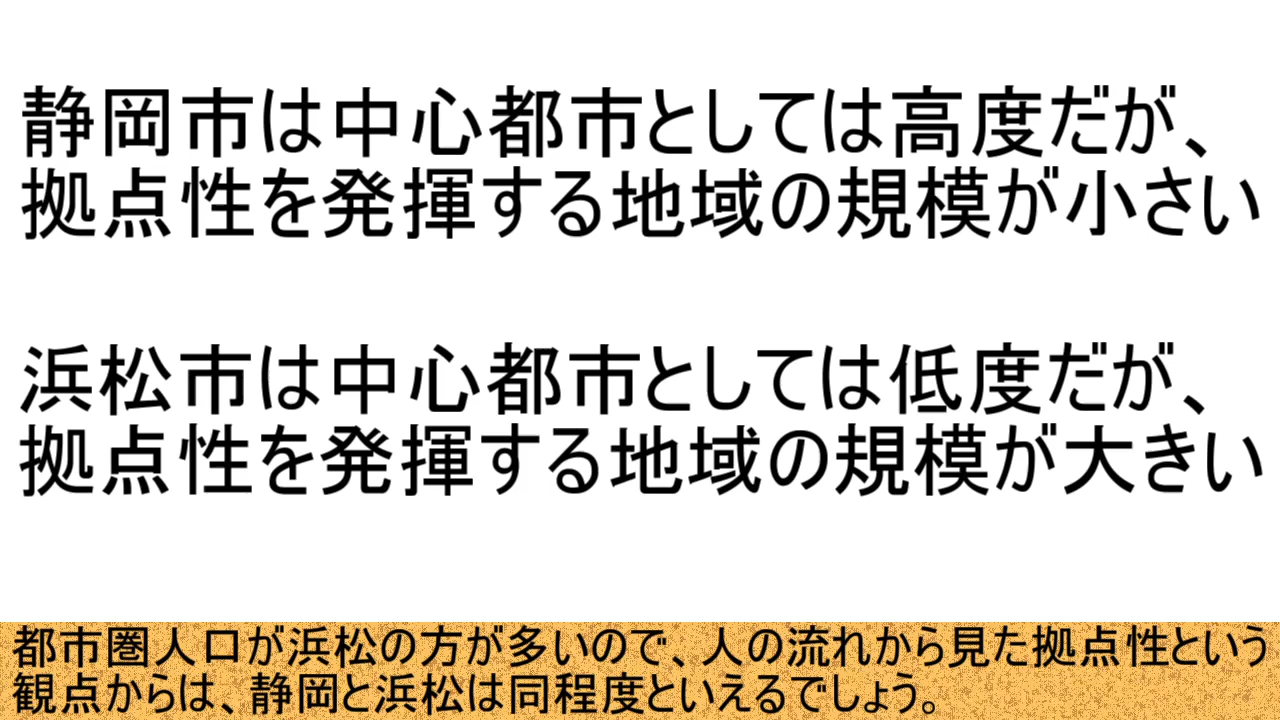 静岡市は中心都市としては高度だが、
拠点性を発揮する地域の規模が小さい
浜松市は中心都市としては低度だが、
拠点性を発揮する地域の規模が大きい
都市圏人口が浜松の方が多いので、人の流れから見た拠点性という
観点からは、静岡と浜松は同程度といえるでしょう。